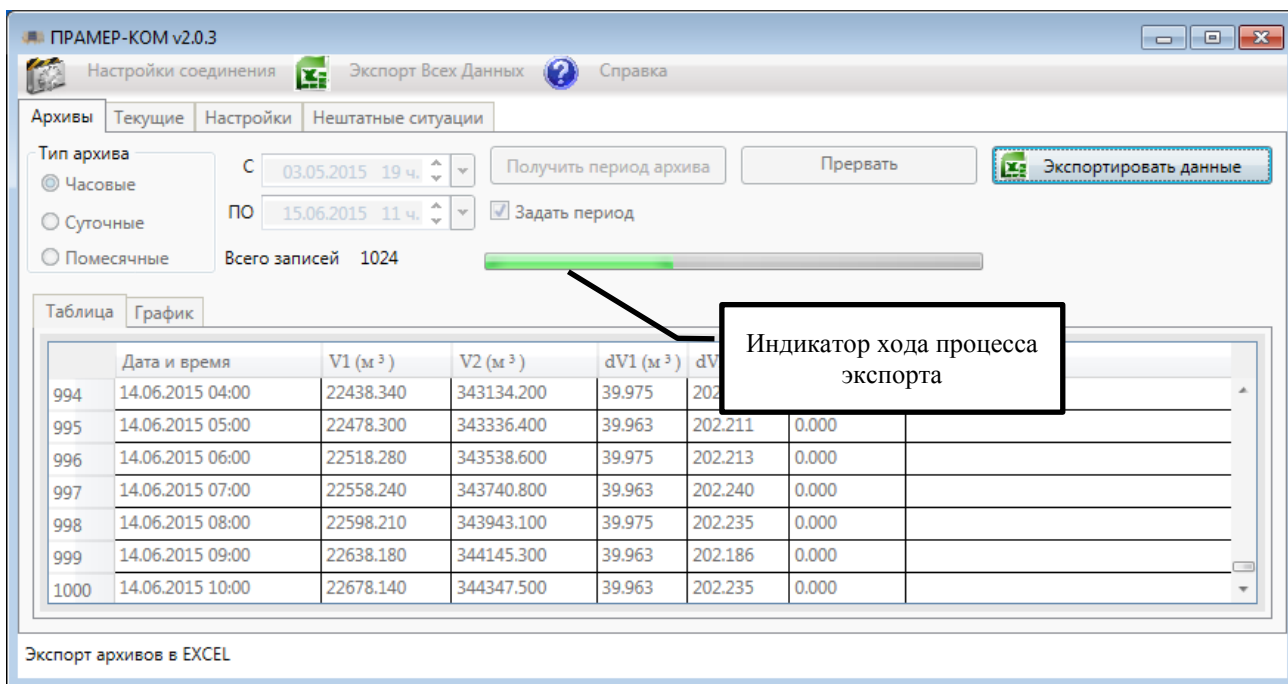 ПРАМЕР-КОМ v2.0.3
Настройки соединения Экспорт Всех Данных Справка
Архивы Текущие Настройки Нештатные ситуации
Тип архива
Часовые
Суточные
Помесячные
С 03.05.2015 19 ч. Получить период архива Прервать Экспортировать данные
ПО 15.06.2015 11 ч. Задать период
Всего записей 1024
Индикатор хода процесса
экспорта
Таблица График
Дата и время V1 (м³) V2 (м³) dV1 (м³) dV
994 14.06.2015 04:00 22438.340 343134.200 39.975 202
995 14.06.2015 05:00 22478.300 343336.400 39.963 202.211 0.000
996 14.06.2015 06:00 22518.280 343538.600 39.975 202.213 0.000
997 14.06.2015 07:00 22558.240 343740.800 39.963 202.240 0.000
998 14.06.2015 08:00 22598.210 343943.100 39.975 202.235 0.000
999 14.06.2015 09:00 22638.180 344145.300 39.963 202.186 0.000
1000 14.06.2015 10:00 22678.140 344347.500 39.963 202.235 0.000
Экспорт архивов в EXCEL